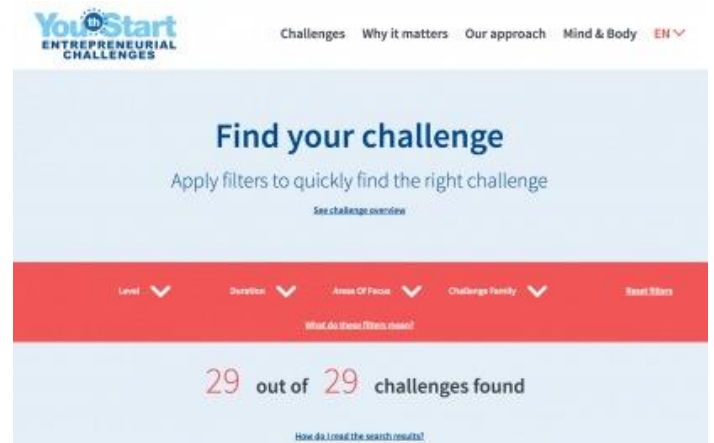 YouthStart
ENTREPRENEURIAL
CHALLENGES
Challenges Why it matters Our approach Mind & Body EN
Find your challenge
Apply filters to quickly find the right challenge
See challenge overview
Level Duration Areas Of Focus Challenge Family Reset filters
What do these filters mean?
29 out of 29 challenges found
How do I read the search results?